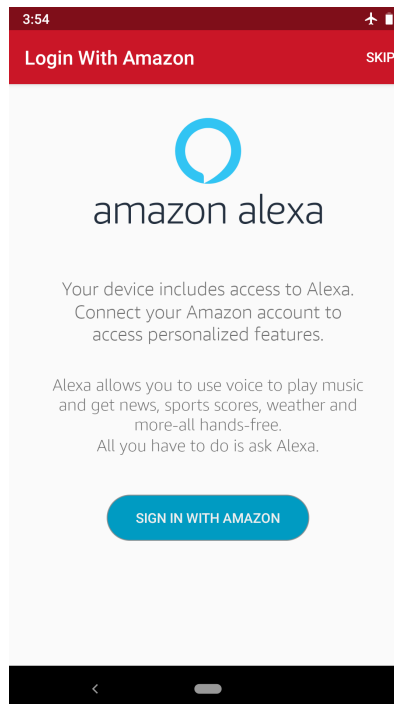 3:54
Login With Amazon
SKIP
amazon alexa
Your device includes access to Alexa.
Connect your Amazon account to
access personalized features.
Alexa allows you to use voice to play music
and get news, sports scores, weather and
more-all hands-free.
All you have to do is ask Alexa.
SIGN IN WITH AMAZON